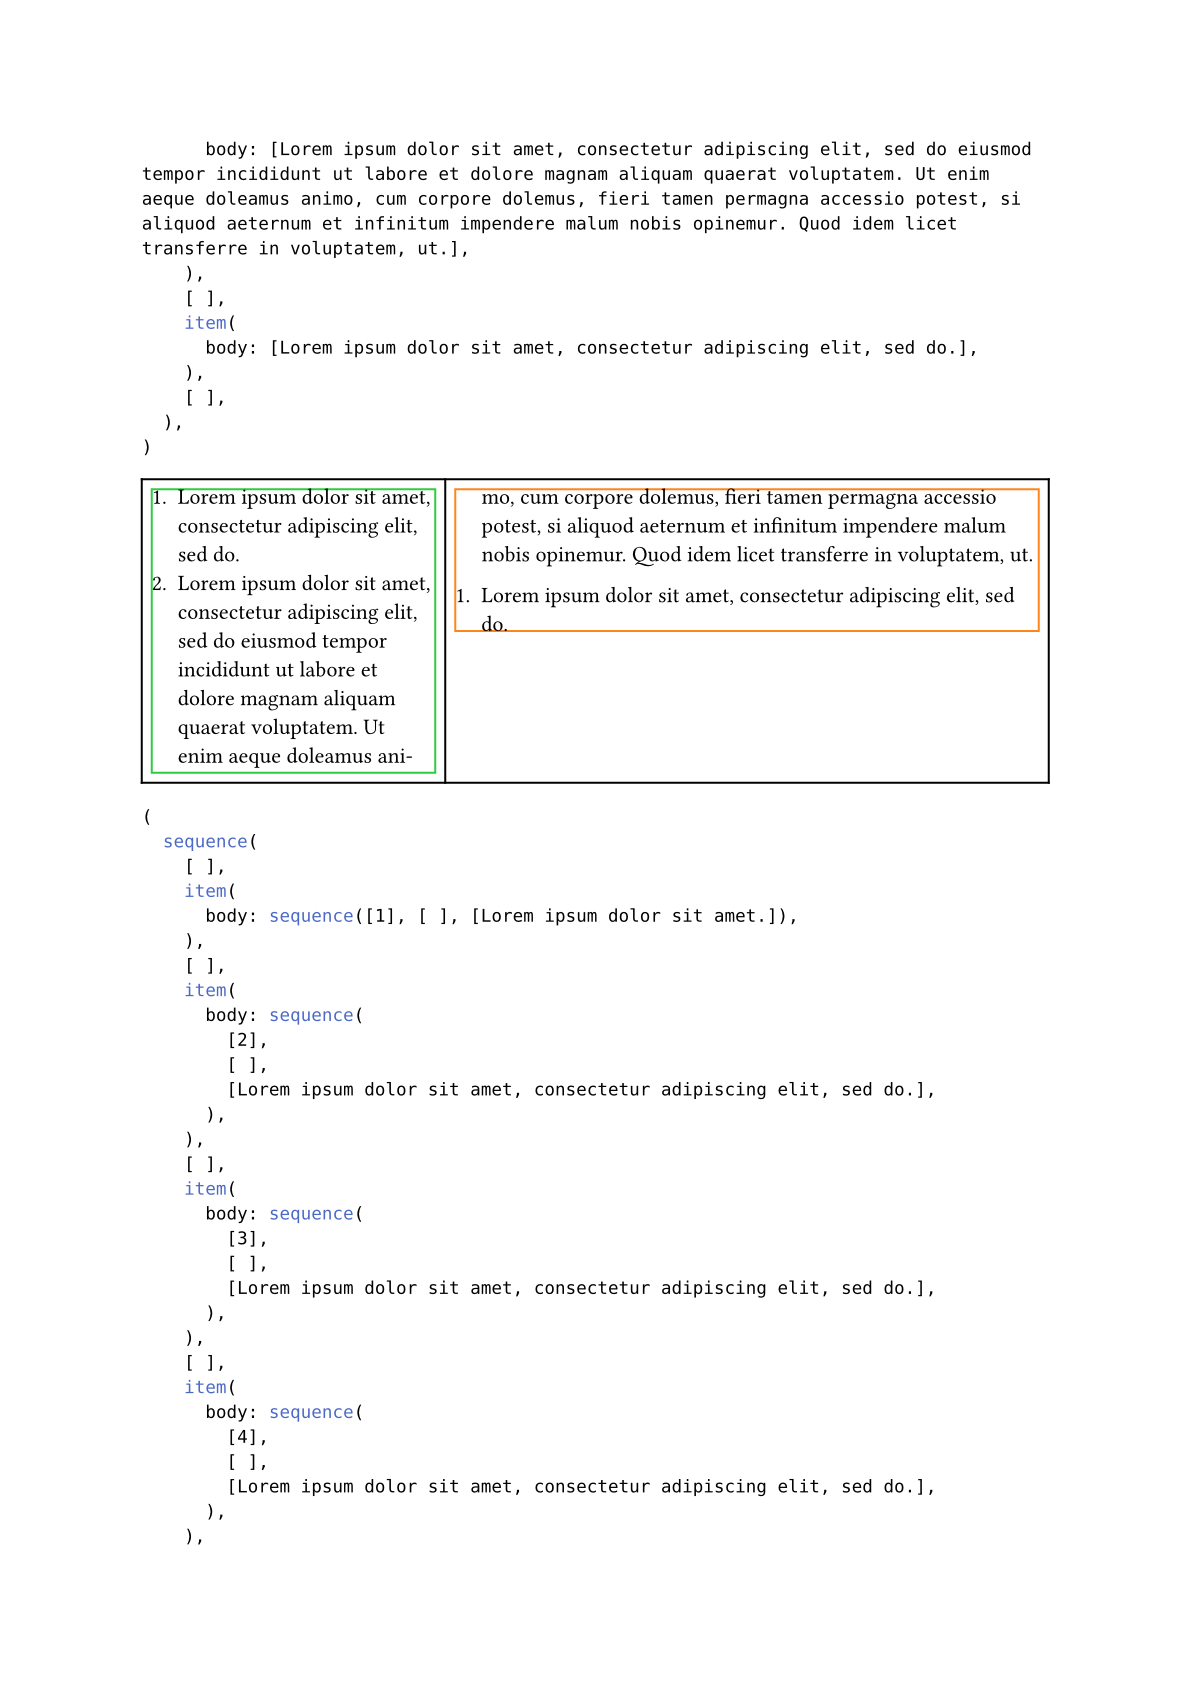 body: [Lorem ipsum dolor sit amet, consectetur adipiscing elit, sed do eiusmod
tempor incididunt ut labore et dolore magnam aliquam quaerat voluptatem. Ut enim
aeque doleamus animo, cum corpore dolemus, fieri tamen permagna accessio potest, si
aliquod aeternum et infinitum impendere malum nobis opinemur. Quod idem licet
transferre in voluptatem, ut.],
    ),
    [ ],
    item(
      body: [Lorem ipsum dolor sit amet, consectetur adipiscing elit, sed do.],
    ),
    [ ],
  ),
)
1. Lorem ipsum dolor sit amet,
consectetur adipiscing elit,
sed do.
2. Lorem ipsum dolor sit amet,
consectetur adipiscing elit,
sed do eiusmod tempor
incididunt ut labore et
dolore magnam aliquam
quaerat voluptatem. Ut
enim aeque doleamus ani-
mo, cum corpore dolemus, fieri tamen permagna accessio
potest, si aliquod aeternum et infinitum impendere malum
nobis opinemur. Quod idem licet transferre in voluptatem, ut.
1. Lorem ipsum dolor sit amet, consectetur adipiscing elit, sed
do.
(
  sequence(
    [ ],
    item(
      body: sequence([1], [ ], [Lorem ipsum dolor sit amet.]),
    ),
    [ ],
    item(
      body: sequence(
        [2],
        [ ],
        [Lorem ipsum dolor sit amet, consectetur adipiscing elit, sed do.],
      ),
    ),
    [ ],
    item(
      body: sequence(
        [3],
        [ ],
        [Lorem ipsum dolor sit amet, consectetur adipiscing elit, sed do.],
      ),
    ),
    [ ],
    item(
      body: sequence(
        [4],
        [ ],
        [Lorem ipsum dolor sit amet, consectetur adipiscing elit, sed do.],
      ),
    ),